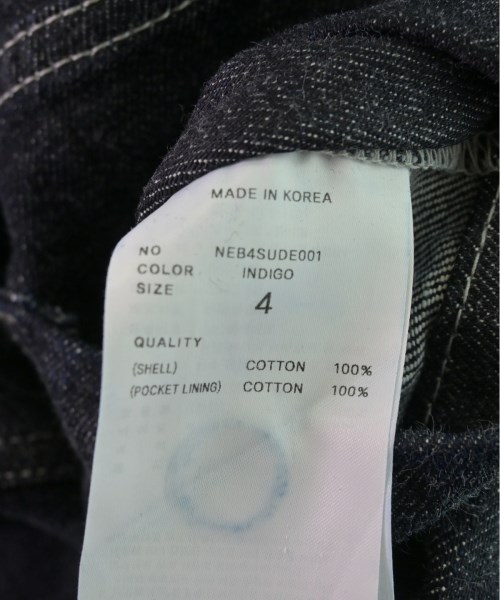 MADE IN KOREA
NO NEB4SUDE001
COLOR INDIGO
SIZE 4
QUALITY
(SHELL) COTTON 100%
(POCKET LINING) COTTON 100%